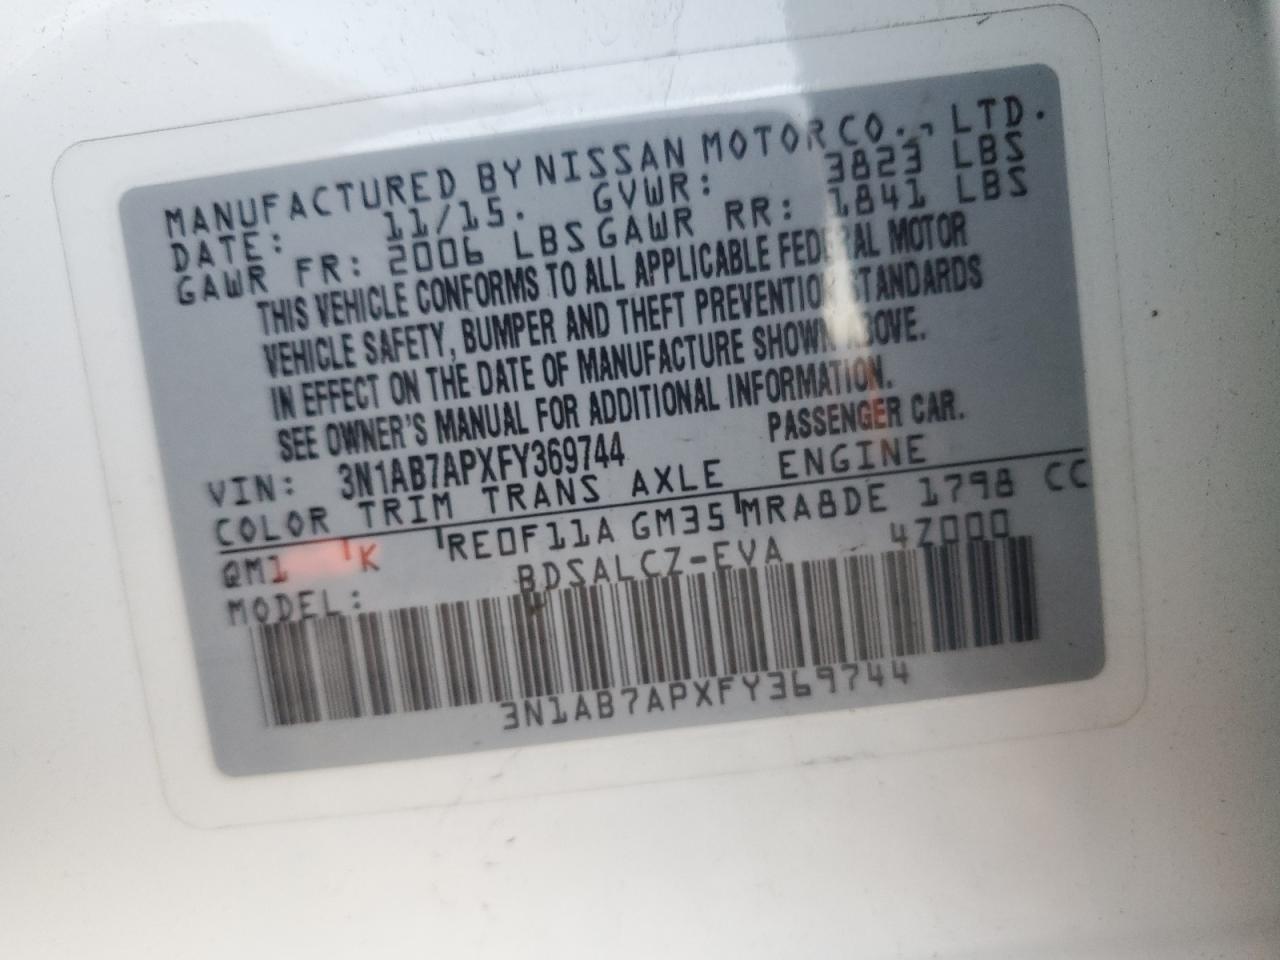 MANUFACTURED BY NISSAN MOTOR CO., LTD.
DATE: 11/15. GVWR: 3823 LBS
GAWR FR: 2006 LBS GAWR RR: 1841 LBS
THIS VEHICLE CONFORMS TO ALL APPLICABLE FEDERAL MOTOR
VEHICLE SAFETY, BUMPER AND THEFT PREVENTION STANDARDS
IN EFFECT ON THE DATE OF MANUFACTURE SHOWN ABOVE.
SEE OWNER'S MANUAL FOR ADDITIONAL INFORMATION.
VIN: 3N1AB7APXFY369744 PASSENGER CAR.
COLOR TRIM TRANS AXLE ENGINE
QM1 K RE0F11A GM35 MRA8DE 1798 CC
MODEL: BDSALCZ-EVA 4Z000
3N1AB7APXFY369744